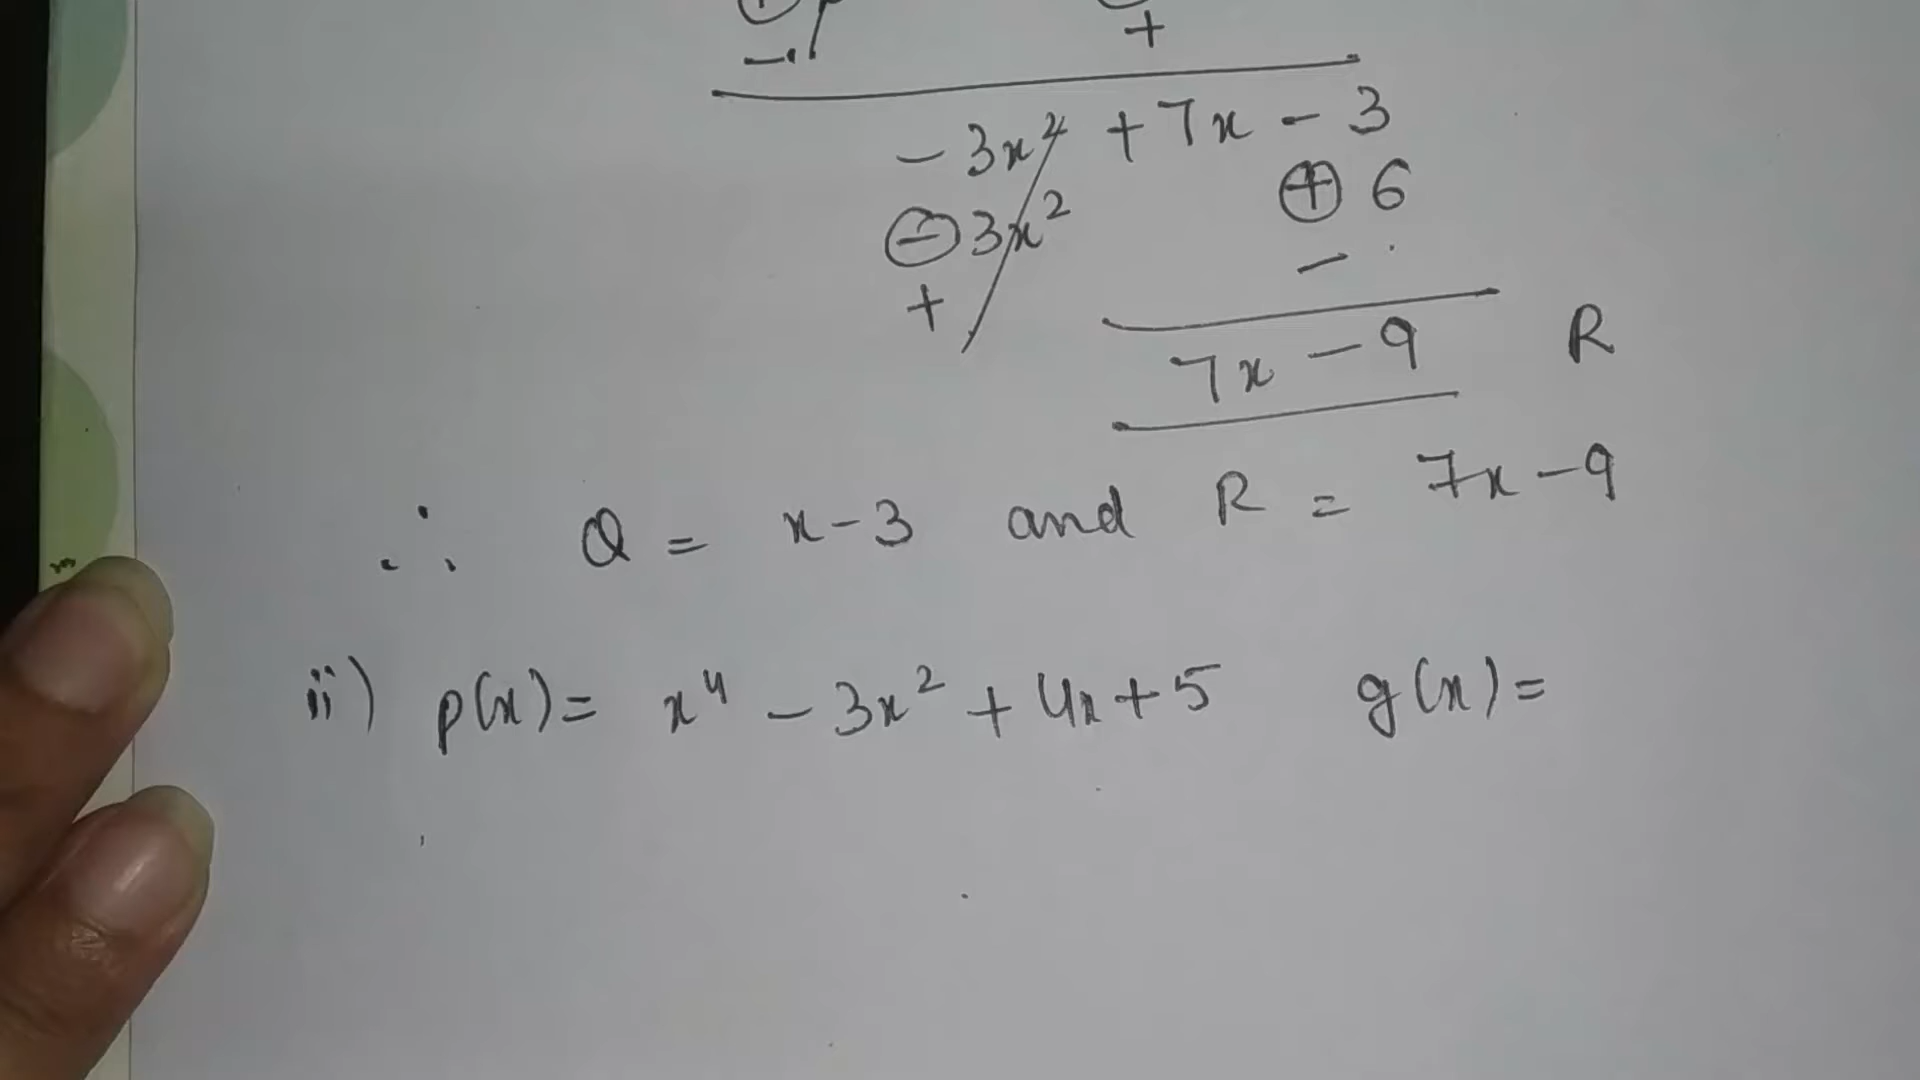 +
−
- 3x² + 7x - 3
⊖ 3x² ⊕ 6
+ -
7x - 9 R
∴ Q = x-3 and R = 7x-9
ii) p(x) = x⁴ - 3x² + 4x + 5 g(x) =